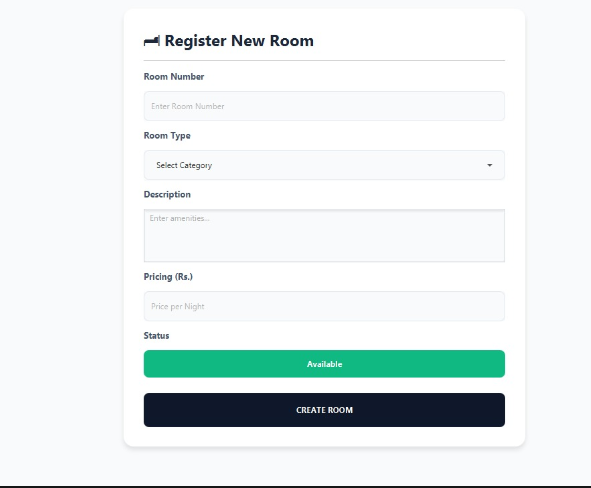 Register New Room
Room Number
Enter Room Number
Room Type
Select Category
Description
Enter amenities...
Pricing (Rs.)
Price per Night
Status
Available
CREATE ROOM